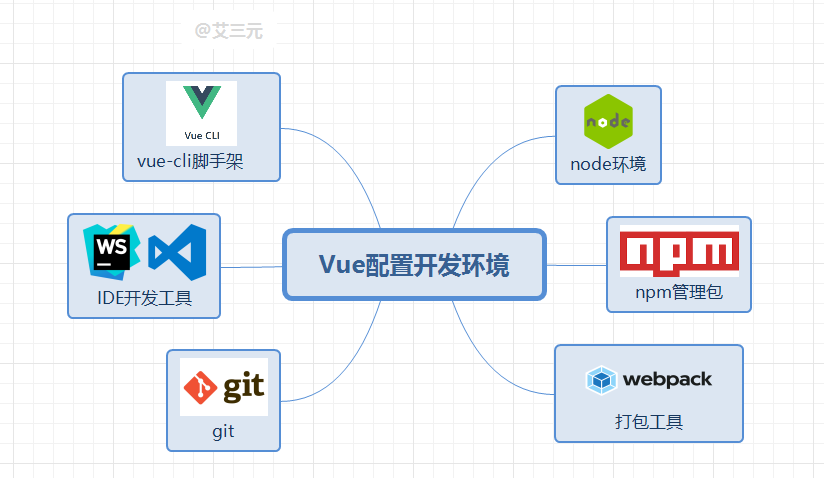 @艾三元
Vue CLI
vue-cli脚手架
node
node环境
WS
IDE开发工具
Vue配置开发环境
npm
npm管理包
git
git
webpack
打包工具